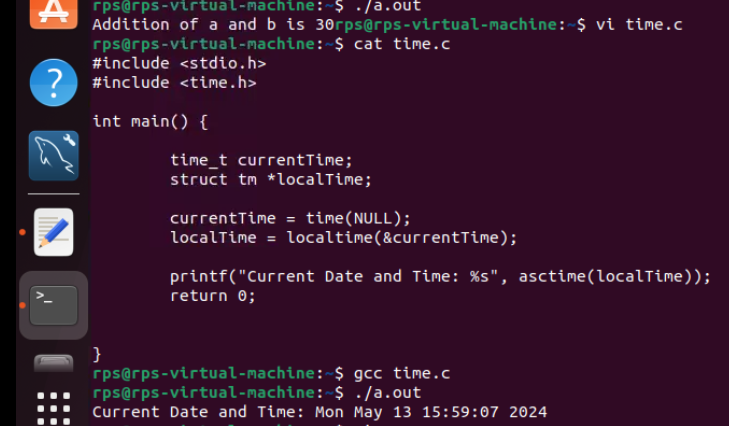 rps@rps-virtual-machine:~$ ./a.out
Addition of a and b is 30rps@rps-virtual-machine:~$ vi time.c
rps@rps-virtual-machine:~$ cat time.c
#include <stdio.h>
#include <time.h>
int main() {
time_t currentTime;
struct tm *localTime;
currentTime = time(NULL);
localTime = localtime(&currentTime);
printf("Current Date and Time: %s", asctime(localTime));
return 0;
}
rps@rps-virtual-machine:~$ gcc time.c
rps@rps-virtual-machine:~$ ./a.out
Current Date and Time: Mon May 13 15:59:07 2024